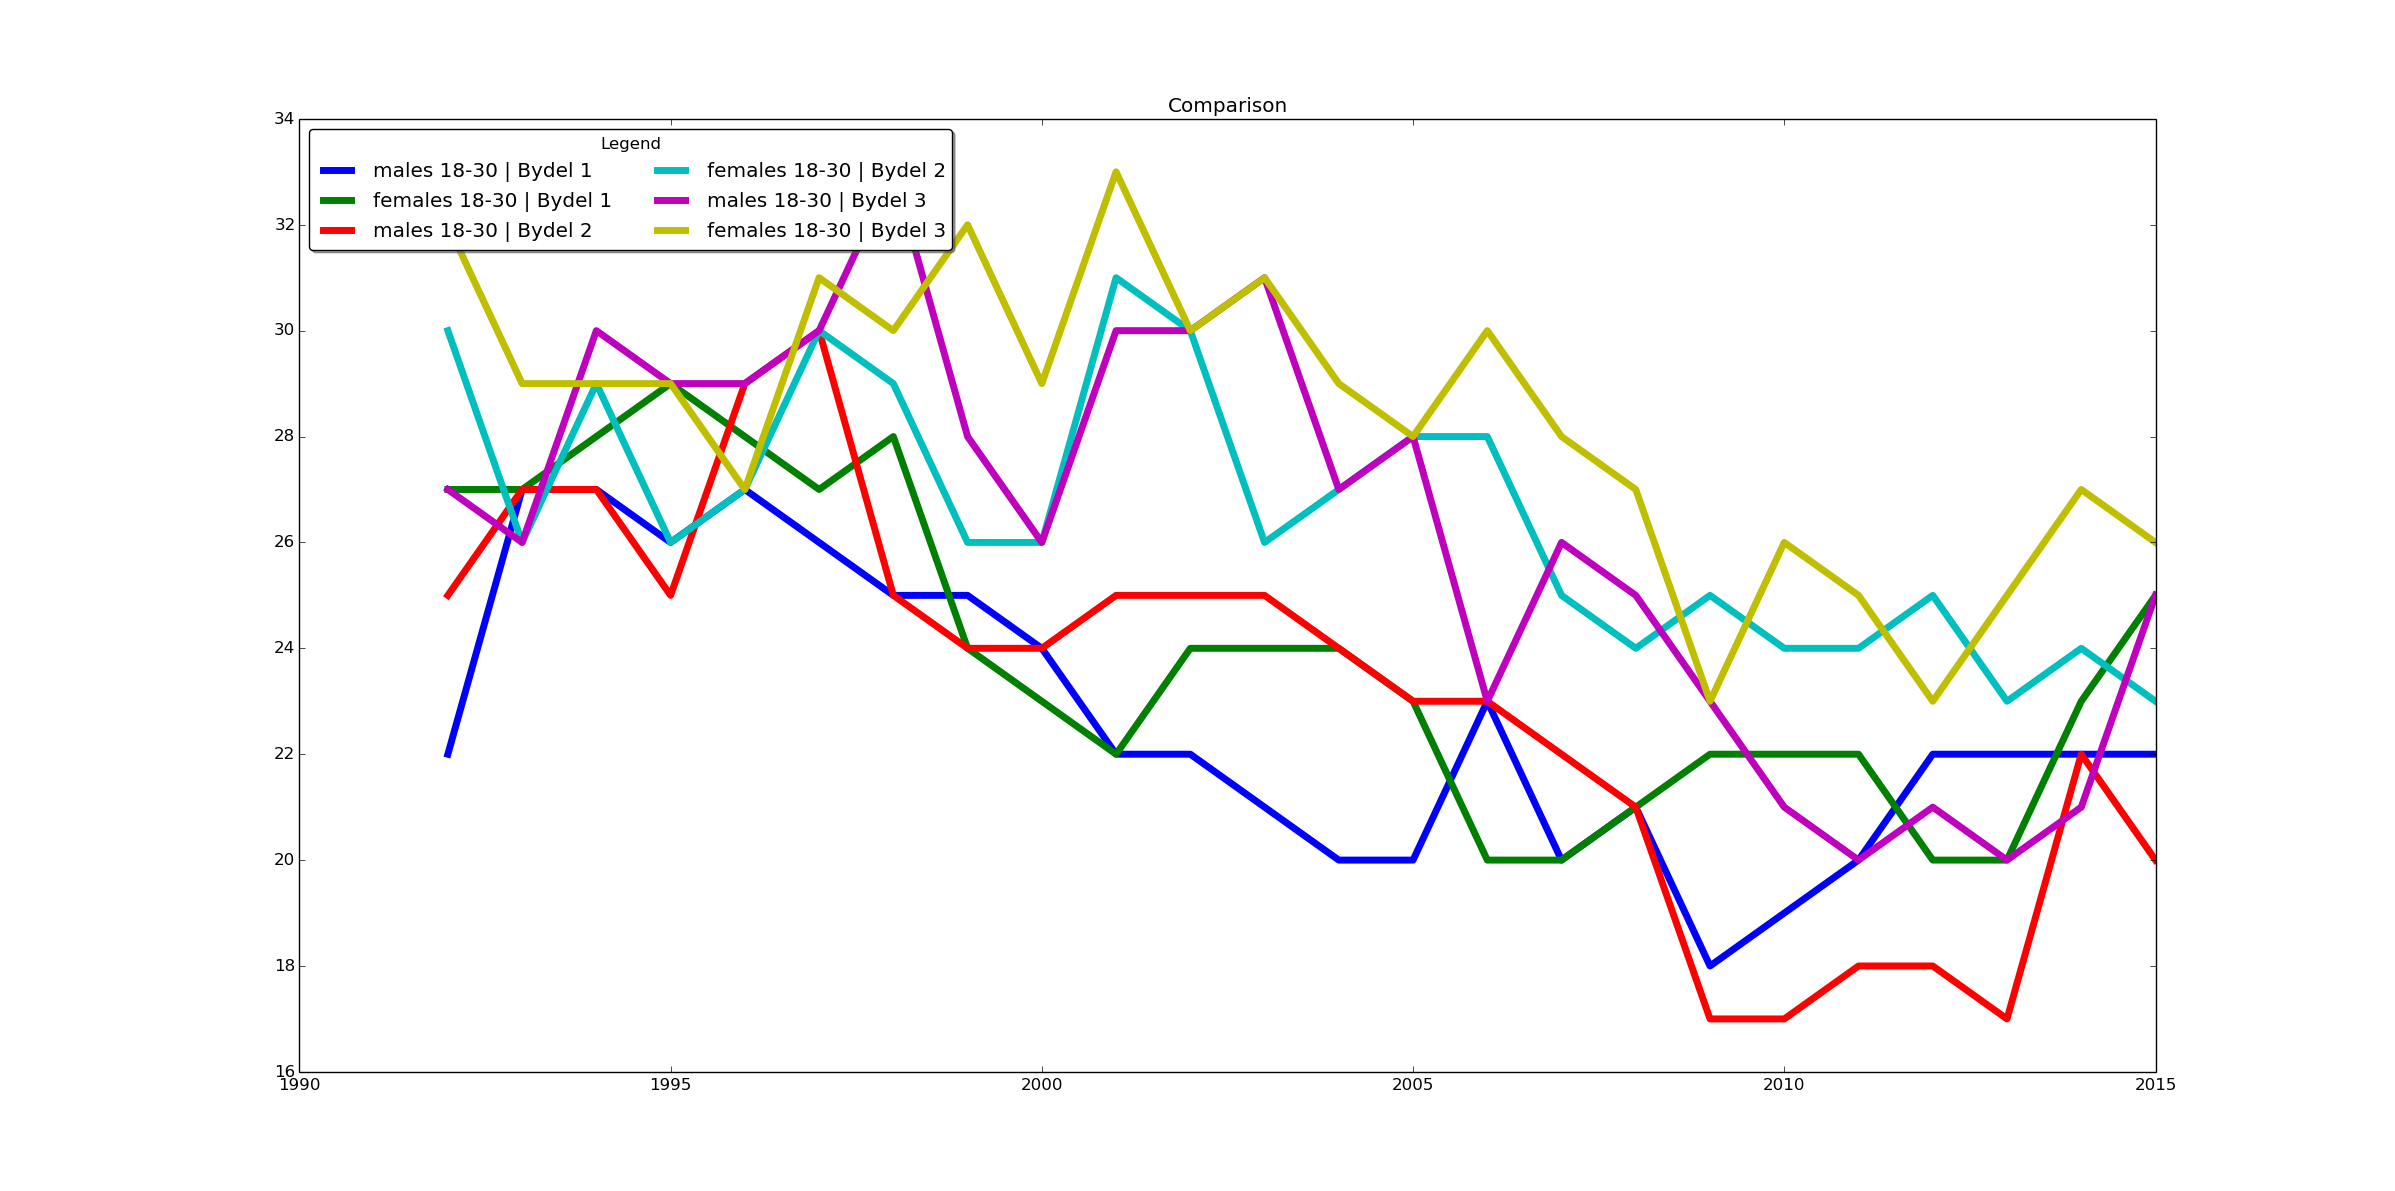 Comparison
Legend
males 18-30 | Bydel 1
females 18-30 | Bydel 1
males 18-30 | Bydel 2
females 18-30 | Bydel 2
males 18-30 | Bydel 3
females 18-30 | Bydel 3
34
32
30
28
26
24
22
20
18
16
1990 1995 2000 2005 2010 2015